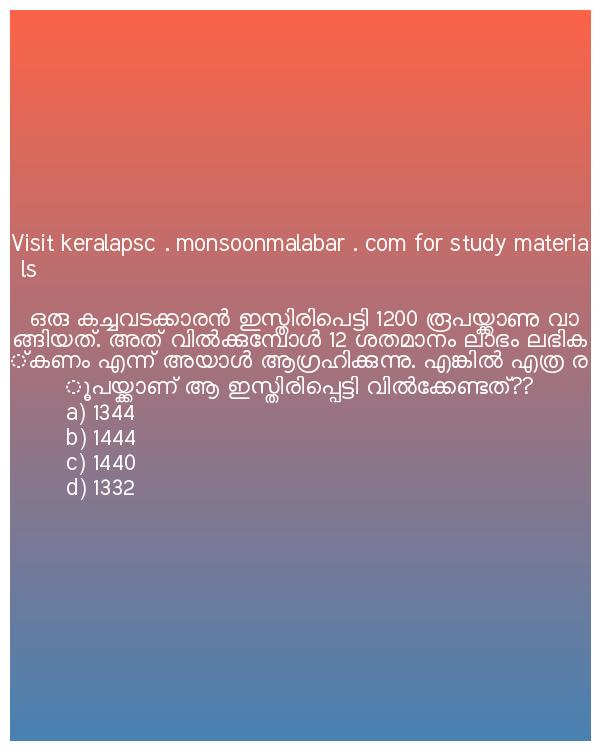 Visit keralapsc . monsoonmalabar . com for study materia
ls
ഒരു കച്ചവടക്കാരൻ ഇസ്തിരിപെട്ടി 1200 രൂപയ്ക്കാണു വാ
ങ്ങിയത്. അത് വിൽക്കുമ്പോൾ 12 ശതമാനം ലാഭം ലഭിക
്കണം എന്ന് അയാൾ ആഗ്രഹിക്കുന്നു. എങ്കിൽ എത്ര ര
ൂപയ്ക്കാണ് ആ ഇസ്തിരിപ്പെട്ടി വിൽക്കേണ്ടത്??
a) 1344
b) 1444
c) 1440
d) 1332